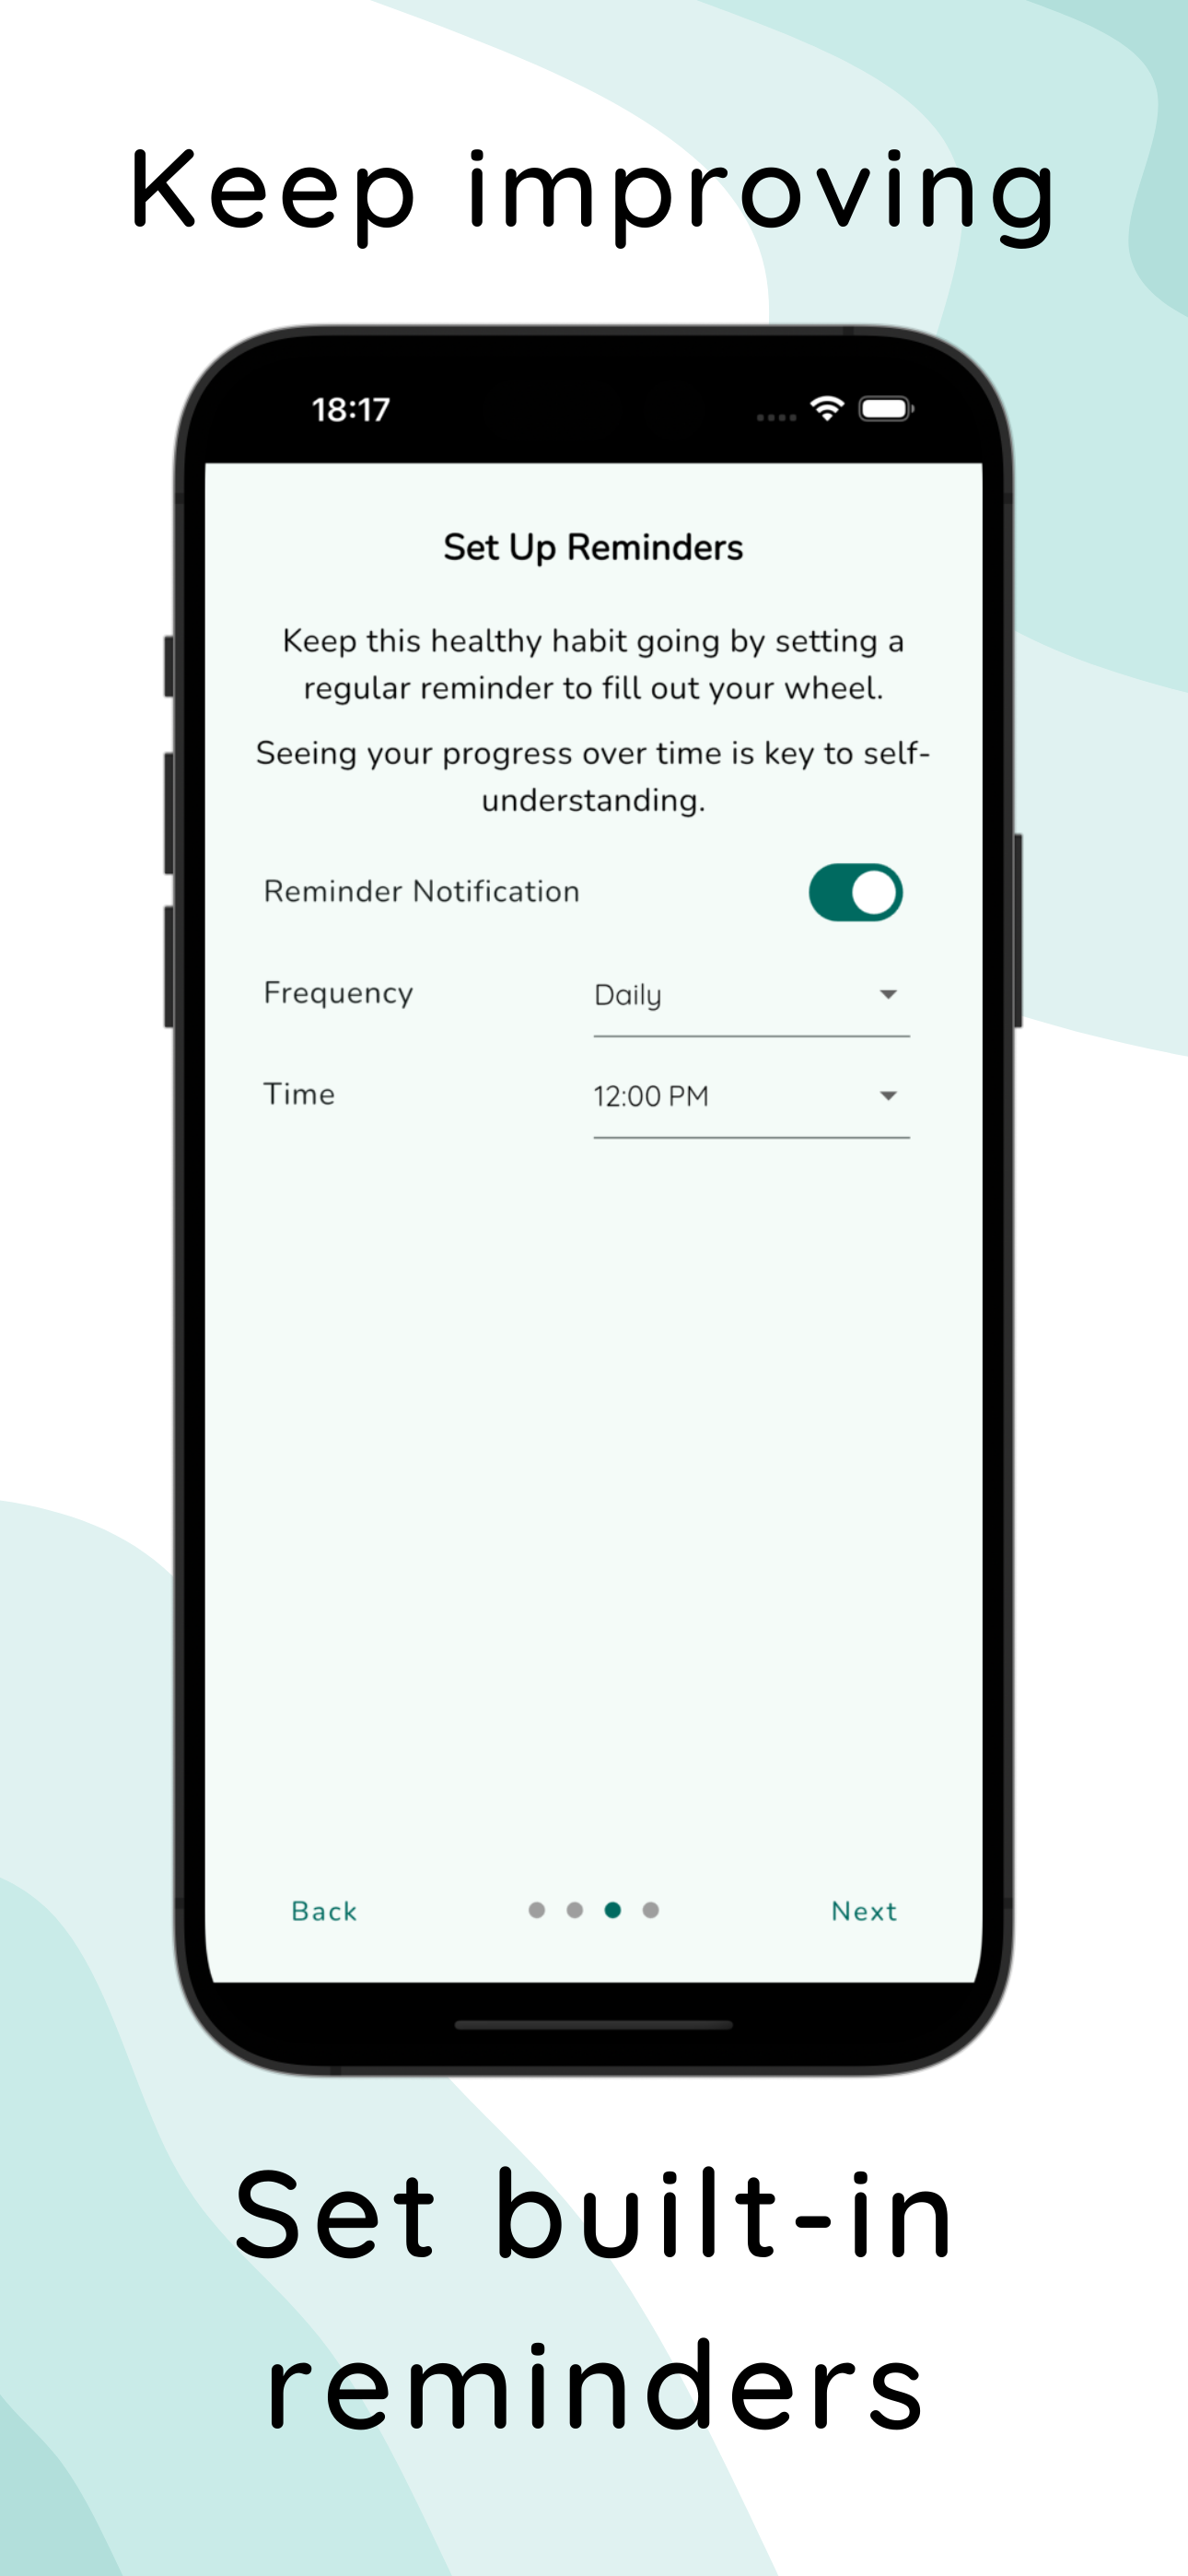 Keep improving
18:17
Set Up Reminders
Keep this healthy habit going by setting a
regular reminder to fill out your wheel.
Seeing your progress over time is key to self-
understanding.
Reminder Notification
Frequency
Daily
Time
12:00 PM
Back
Next
Set built-in
reminders